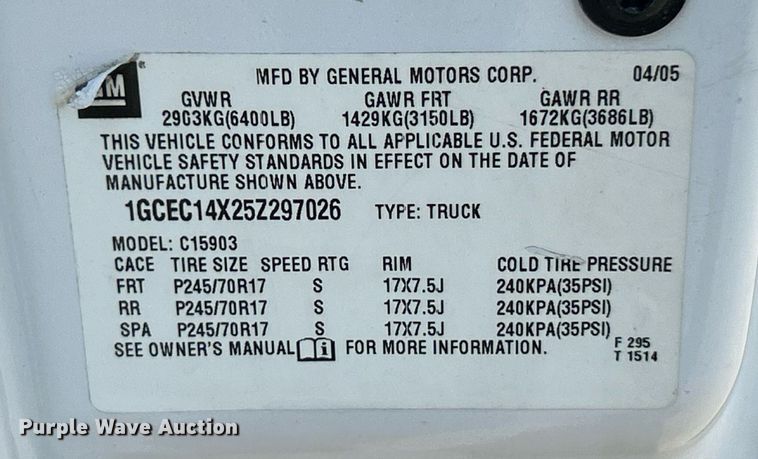 GM
MFD BY GENERAL MOTORS CORP. 04/05
GVWR GAWR FRT GAWR RR
2903KG(6400LB) 1429KG(3150LB) 1672KG(3686LB)
THIS VEHICLE CONFORMS TO ALL APPLICABLE U.S. FEDERAL MOTOR
VEHICLE SAFETY STANDARDS IN EFFECT ON THE DATE OF
MANUFACTURE SHOWN ABOVE.
1GCEC14X25Z297026 TYPE: TRUCK
MODEL: C15903
CACE TIRE SIZE SPEED RTG RIM COLD TIRE PRESSURE
FRT P245/70R17 S 17X7.5J 240KPA(35PSI)
RR P245/70R17 S 17X7.5J 240KPA(35PSI)
SPA P245/70R17 S 17X7.5J 240KPA(35PSI)
SEE OWNER'S MANUAL FOR MORE INFORMATION.
F 295
T 1514
Purple Wave Auction